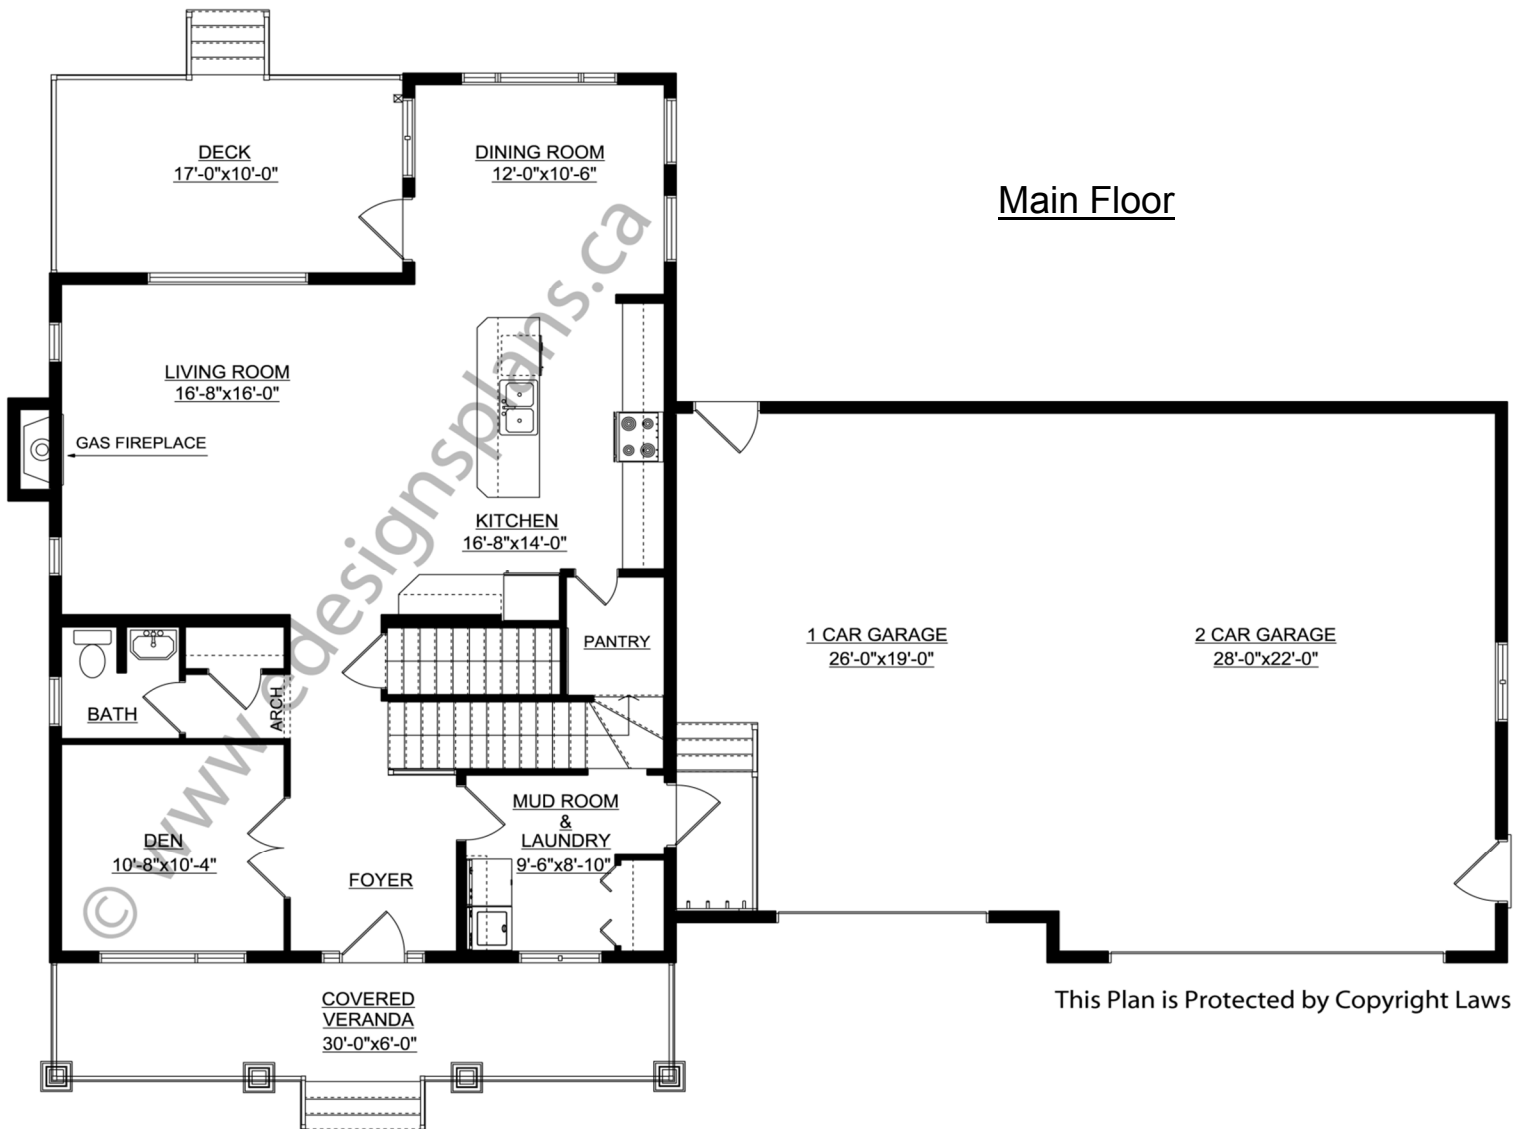 DECK
17'-0"x10'-0"
DINING ROOM
12'-0"x10'-6"
Main Floor
LIVING ROOM
16'-8"x16'-0"
GAS FIREPLACE
KITCHEN
16'-8"x14'-0"
PANTRY
1 CAR GARAGE
26'-0"x19'-0"
2 CAR GARAGE
28'-0"x22'-0"
BATH
ARCH
MUD ROOM
&
LAUNDRY
9'-6"x8'-10"
DEN
10'-8"x10'-4"
FOYER
COVERED
VERANDA
30'-0"x6'-0"
This Plan is Protected by Copyright Laws
© www.edesignsplans.ca